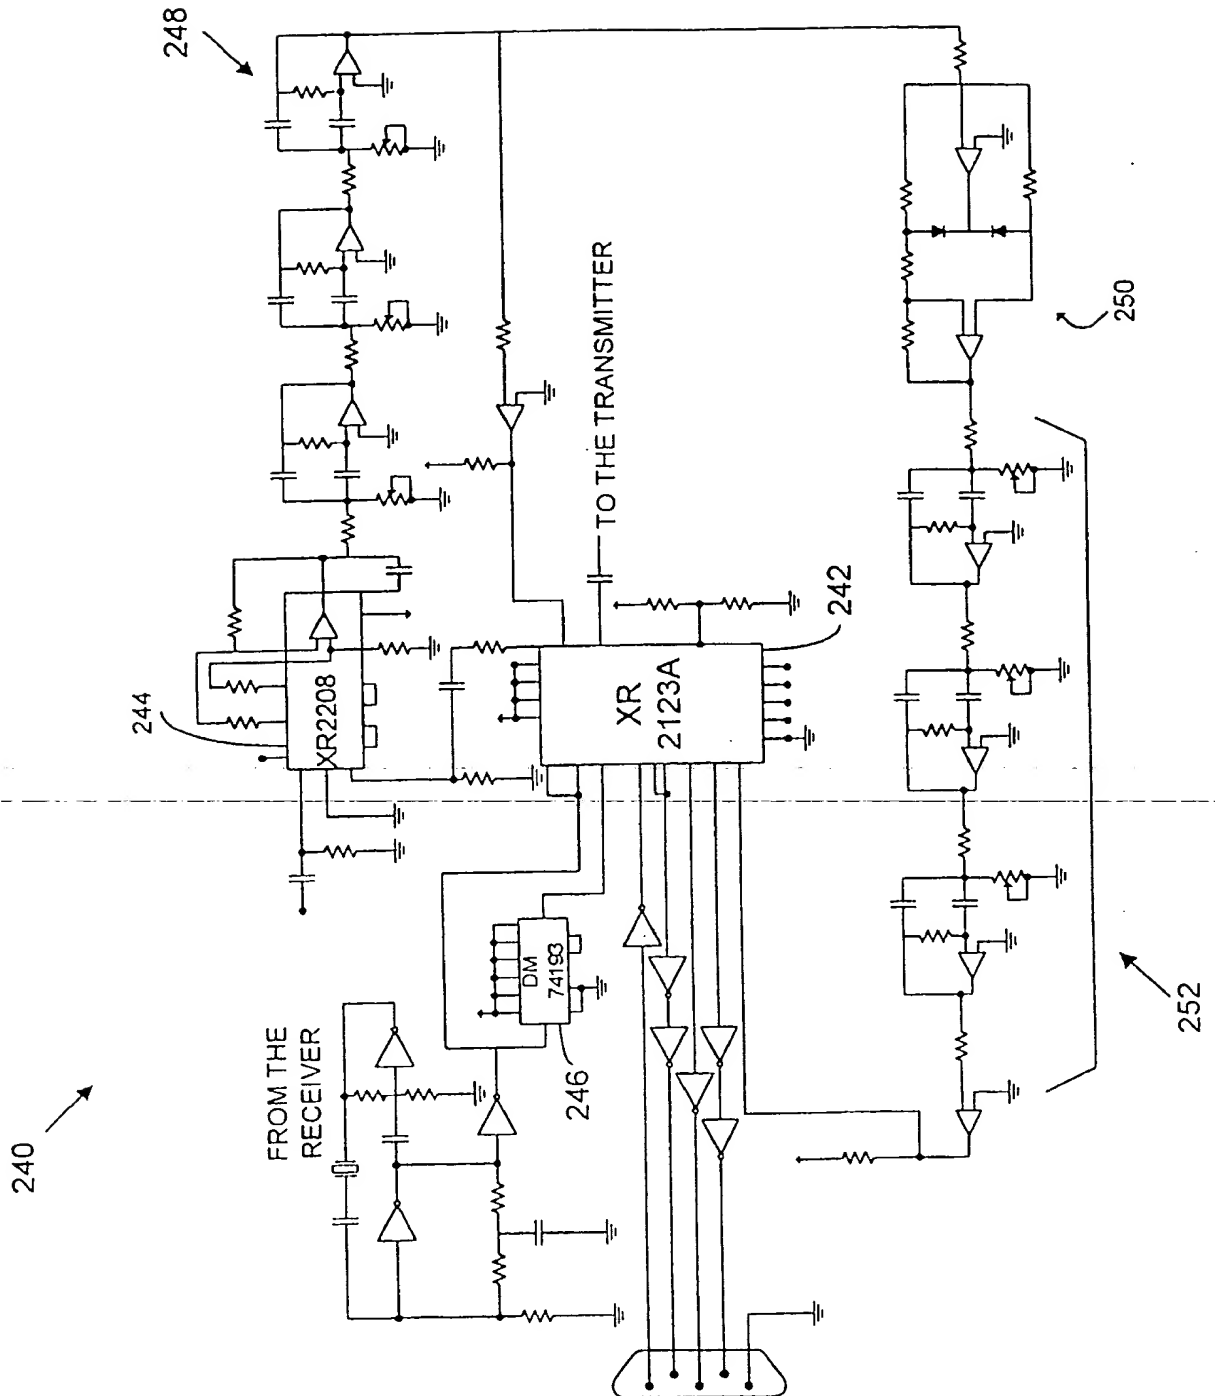 248
TO THE TRANSMITTER
250
244
XR2208
242
XR
2123A
DM
74193
246
FROM THE
RECEIVER
240
252